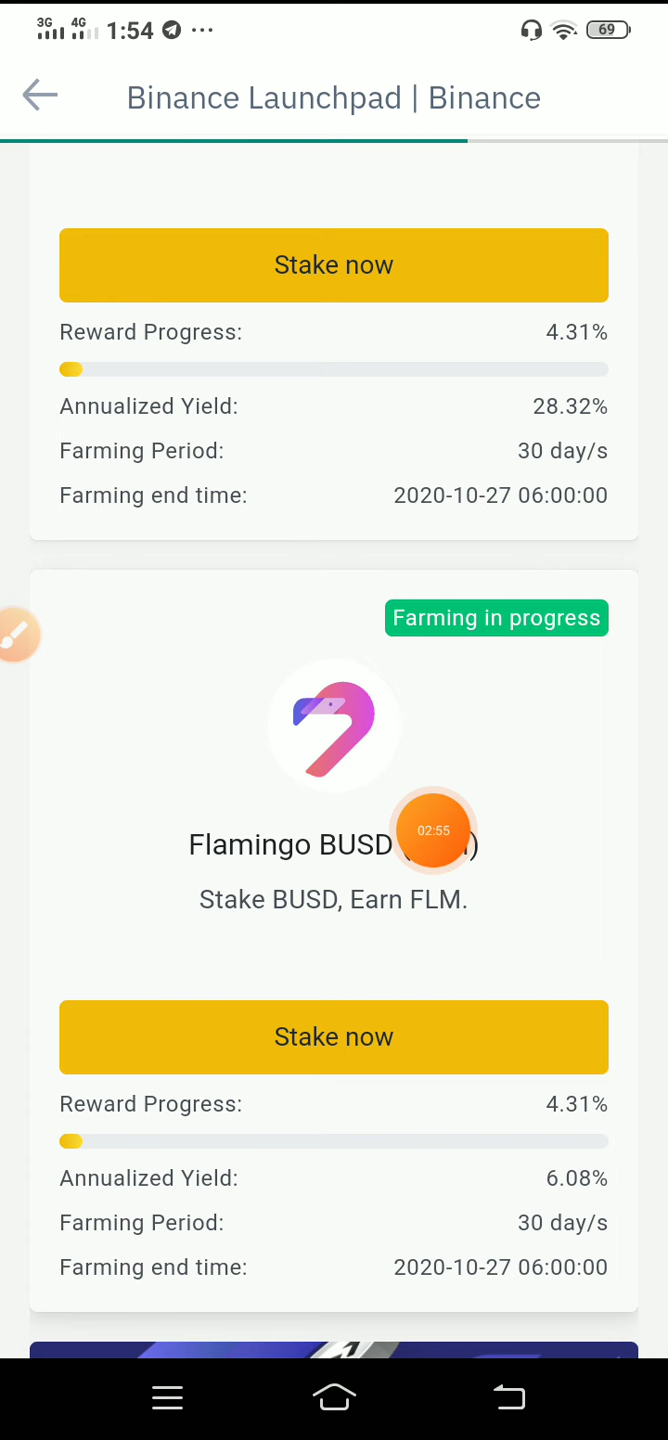 3G 4G 1:54 ... 69
Binance Launchpad | Binance
Stake now
Reward Progress: 4.31%
Annualized Yield: 28.32%
Farming Period: 30 day/s
Farming end time: 2020-10-27 06:00:00
Farming in progress
Flamingo BUSD
02:55
Stake BUSD, Earn FLM.
Stake now
Reward Progress: 4.31%
Annualized Yield: 6.08%
Farming Period: 30 day/s
Farming end time: 2020-10-27 06:00:00